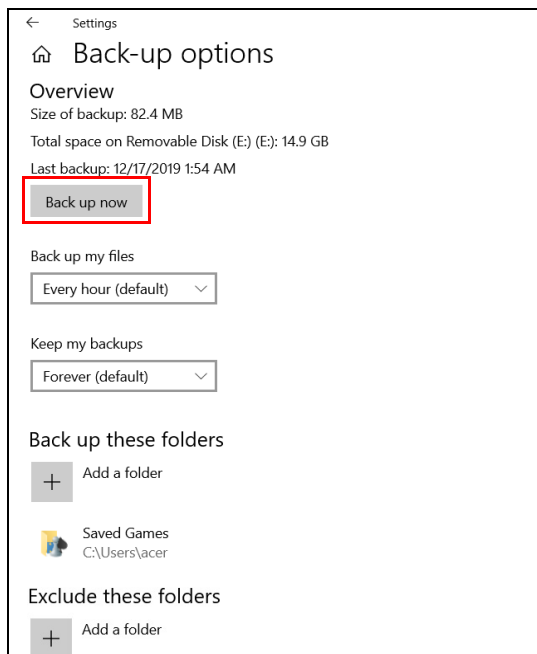 Settings
Back-up options
Overview
Size of backup: 82.4 MB
Total space on Removable Disk (E:) (E:): 14.9 GB
Last backup: 12/17/2019 1:54 AM
Back up now
Back up my files
Every hour (default)
Keep my backups
Forever (default)
Back up these folders
Add a folder
Saved Games
C:\Users\acer
Exclude these folders
Add a folder